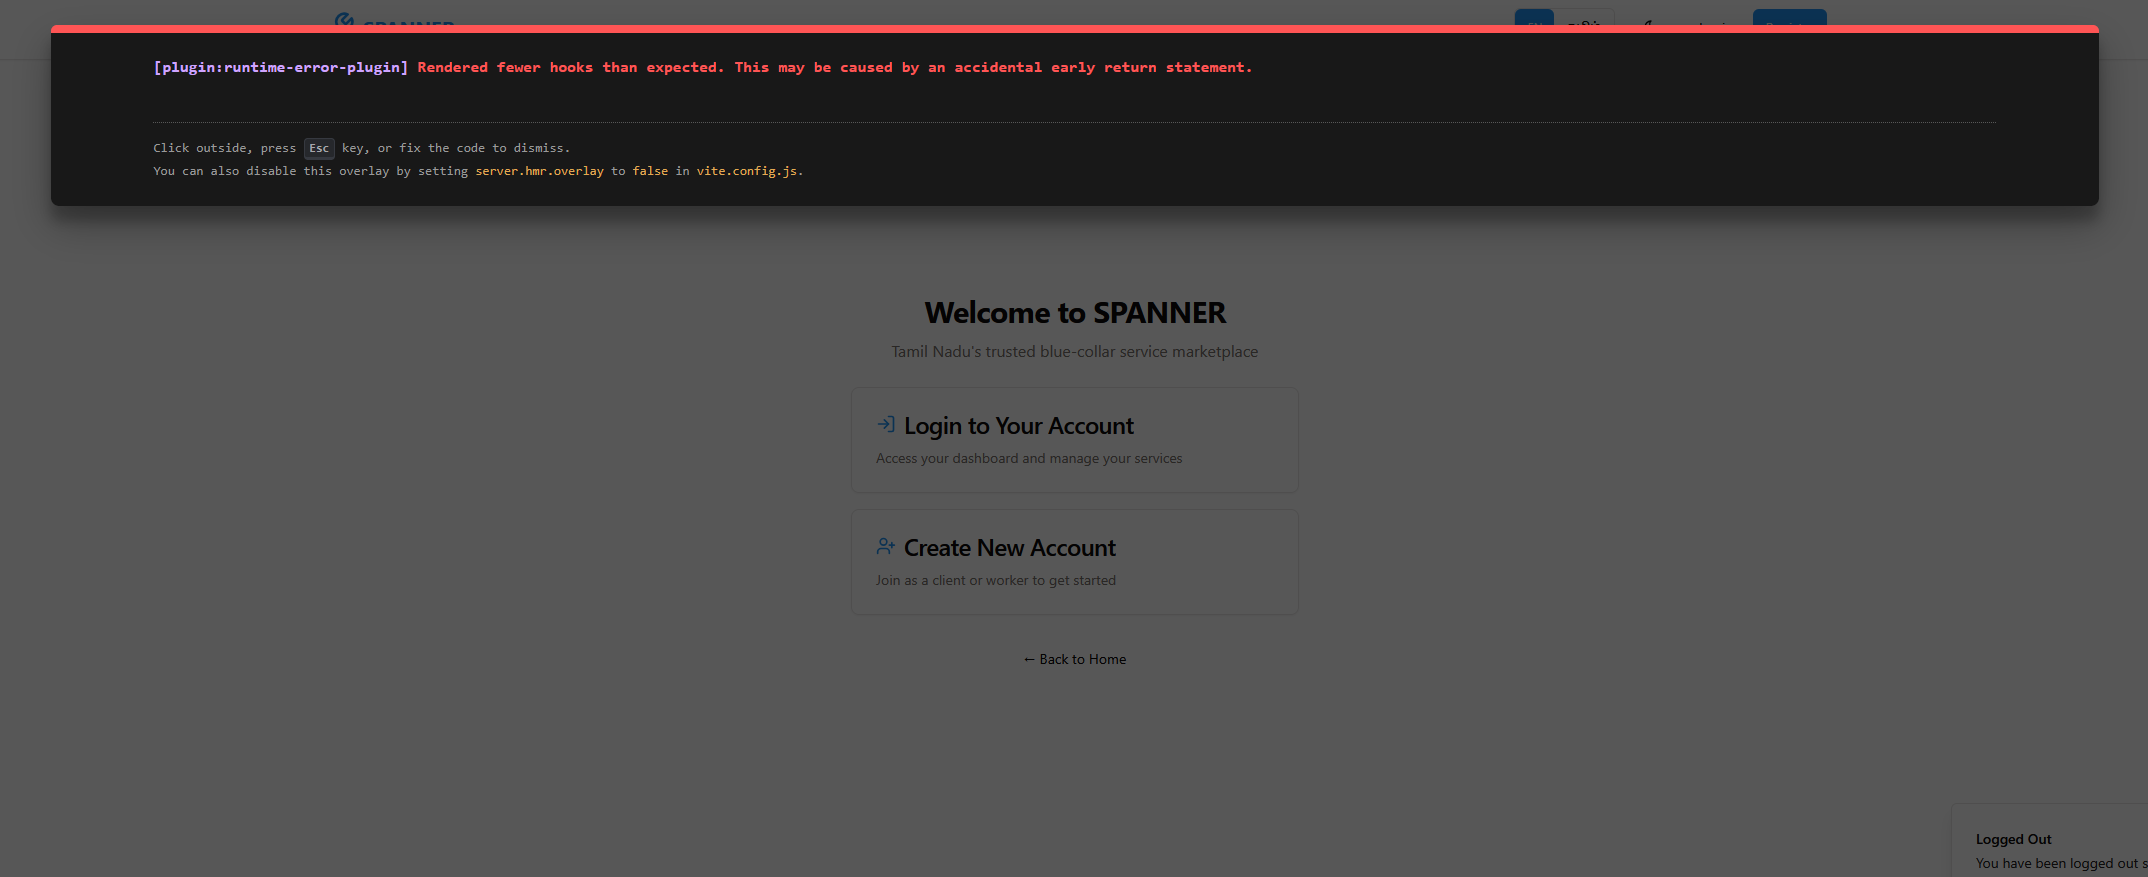 SPANNER
[plugin:runtime-error-plugin] Rendered fewer hooks than expected. This may be caused by an accidental early return statement.
Click outside, press Esc key, or fix the code to dismiss.
You can also disable this overlay by setting server.hmr.overlay to false in vite.config.js.
Welcome to SPANNER
Tamil Nadu's trusted blue-collar service marketplace
Login to Your Account
Access your dashboard and manage your services
Create New Account
Join as a client or worker to get started
← Back to Home
Logged Out
You have been logged out